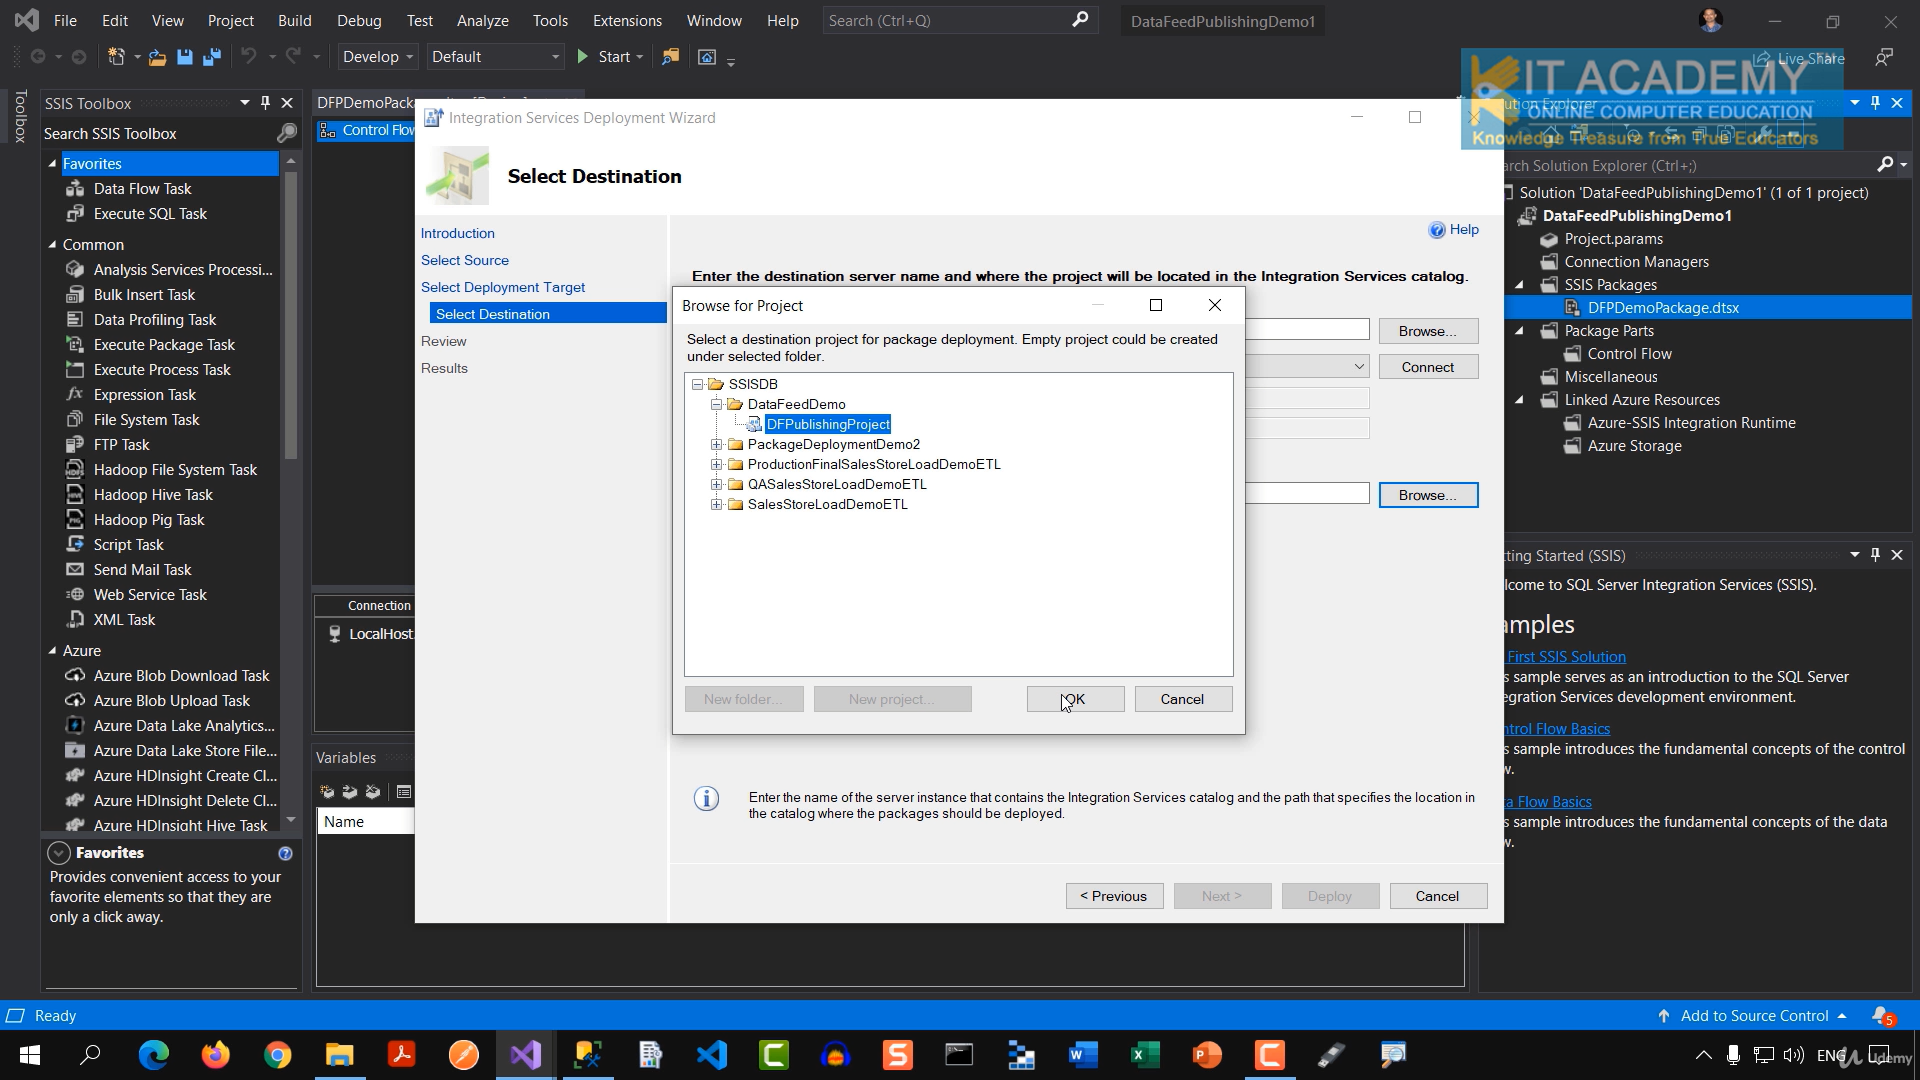 File Edit View Project Build Debug Test Analyze Tools Extensions Window Help Search (Ctrl+Q) DataFeedPublishingDemo1
Develop Default Start Live Share
IT ACADEMY
ONLINE COMPUTER EDUCATION
Knowledge Treasure from True Educators
Toolbox
SSIS Toolbox
Search SSIS Toolbox
Favorites
Data Flow Task
Execute SQL Task
Common
Analysis Services Processi...
Bulk Insert Task
Data Profiling Task
Execute Package Task
Execute Process Task
Expression Task
File System Task
FTP Task
Hadoop File System Task
Hadoop Hive Task
Hadoop Pig Task
Script Task
Send Mail Task
Web Service Task
XML Task
Azure
Azure Blob Download Task
Azure Blob Upload Task
Azure Data Lake Analytics...
Azure Data Lake Store File...
Azure HDInsight Create Cl...
Azure HDInsight Delete Cl...
Azure HDInsight Hive Task
Favorites
Provides convenient access to your
favorite elements so that they are
only a click away.
DFPDemoPack
Control Flow
Connection
LocalHost
Variables
Name
Integration Services Deployment Wizard
Select Destination
Introduction
Select Source
Select Deployment Target
Select Destination
Review
Results
Help
Enter the destination server name and where the project will be located in the Integration Services catalog.
Browse...
Connect
Browse...
Browse for Project
Select a destination project for package deployment. Empty project could be created
under selected folder.
SSISDB
DataFeedDemo
DFPublishingProject
PackageDeploymentDemo2
ProductionFinalSalesStoreLoadDemoETL
QASalesStoreLoadDemoETL
SalesStoreLoadDemoETL
New folder... New project... OK Cancel
Enter the name of the server instance that contains the Integration Services catalog and the path that specifies the location in
the catalog where the packages should be deployed.
< Previous Next > Deploy Cancel
ution Explorer
rch Solution Explorer (Ctrl+;)
Solution 'DataFeedPublishingDemo1' (1 of 1 project)
DataFeedPublishingDemo1
Project.params
Connection Managers
SSIS Packages
DFPDemoPackage.dtsx
Package Parts
Control Flow
Miscellaneous
Linked Azure Resources
Azure-SSIS Integration Runtime
Azure Storage
tting Started (SSIS)
lcome to SQL Server Integration Services (SSIS).
amples
First SSIS Solution
s sample serves as an introduction to the SQL Server
egration Services development environment.
ntrol Flow Basics
s sample introduces the fundamental concepts of the control
w.
a Flow Basics
s sample introduces the fundamental concepts of the data
w.
Ready
Add to Source Control
5
ENG
Udemy